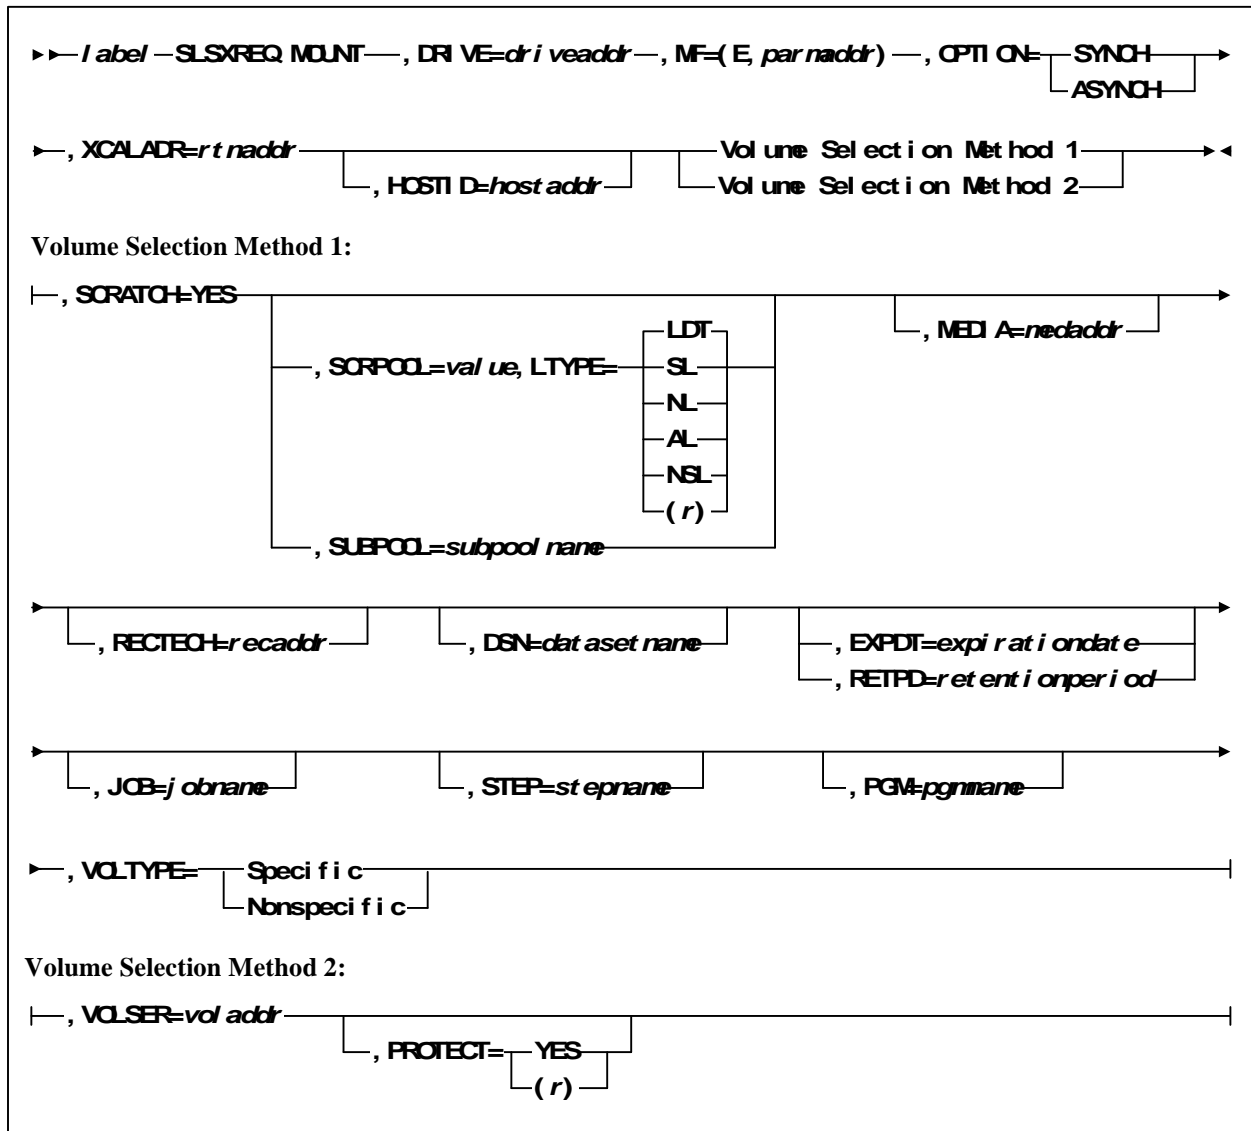 label SLSXREQ MOUNT , DRIVE=driveaddr , MF=(E, parmaddr) , OPTION= SYNCH
ASYNCH
, XCALADR=rtnaddr Volume Selection Method 1
, HOSTID=hostaddr Volume Selection Method 2
Volume Selection Method 1:
, SCRATCH=YES
LDT , MEDIA=medaddr
, SCRPOOL=value, LTYPE= SL
NL
AL
NSL
(r)
, SUBPOOL=subpoolname
, RECTECH=recaddr , DSN=datasetname , EXPDT=expirationdate
, RETPD=retentionperiod
, JOB=jobname , STEP=stepname , PGM=pgmname
, VOLTYPE= Specific
Nonspecific
Volume Selection Method 2:
, VOLSER=voladdr
, PROTECT= YES
(r)